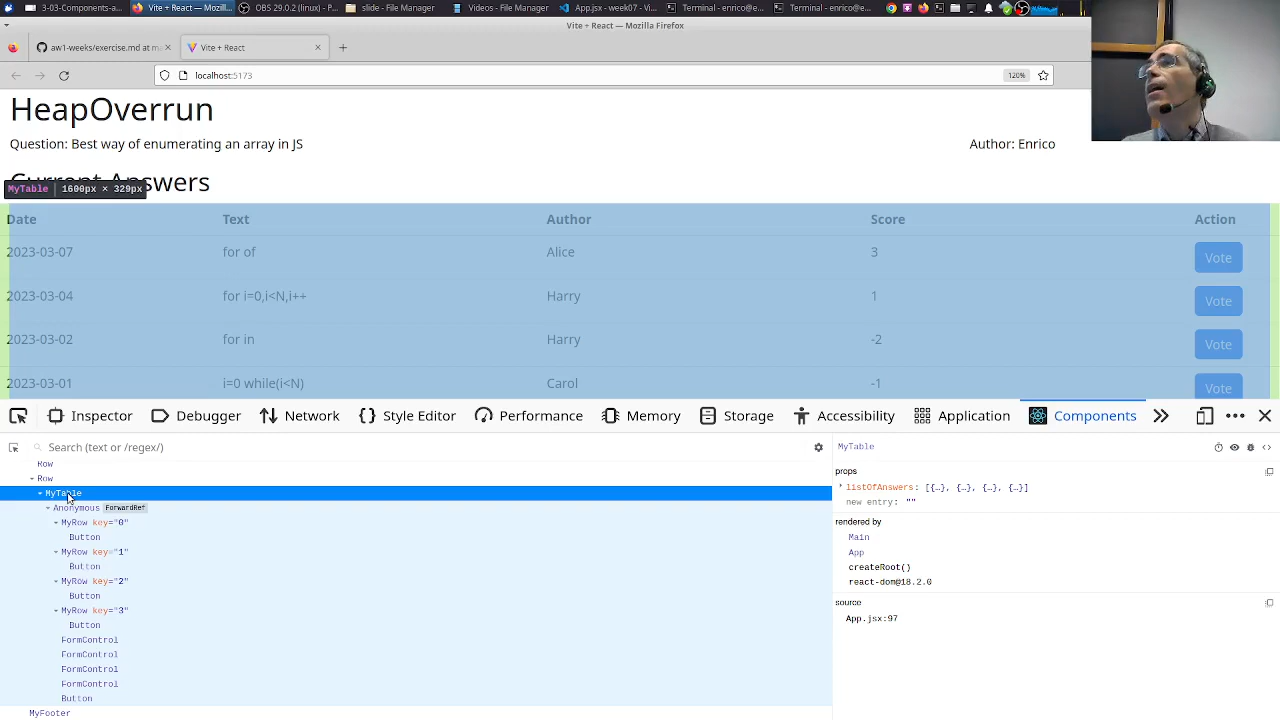 3-03-Components-a...
Vite + React — Mozill...
OBS 29.0.2 (linux) - P...
slide - File Manager
Videos - File Manager
App.jsx - week07 - Vi...
Terminal - enrico@e...
Terminal - enrico@e...
Vite + React — Mozilla Firefox
aw1-weeks/exercise.md at ma
Vite + React
localhost:5173
120%
HeapOverrun
Question: Best way of enumerating an array in JS
Author: Enrico
Current Answers
MyTable | 1600px × 329px
Date Text Author Score Action
2023-03-07 for of Alice 3 Vote
2023-03-04 for i=0,i<N,i++ Harry 1 Vote
2023-03-02 for in Harry -2 Vote
2023-03-01 i=0 while(i<N) Carol -1 Vote
Inspector Debugger Network Style Editor Performance Memory Storage Accessibility Application Components
Search (text or /regex/)
Row
Row
MyTable
Anonymous ForwardRef
MyRow key="0"
Button
MyRow key="1"
Button
MyRow key="2"
Button
MyRow key="3"
Button
FormControl
FormControl
FormControl
FormControl
Button
MyFooter
MyTable
props
listOfAnswers: [{…}, {…}, {…}, {…}]
new entry: ""
rendered by
Main
App
createRoot()
react-dom@18.2.0
source
App.jsx:97